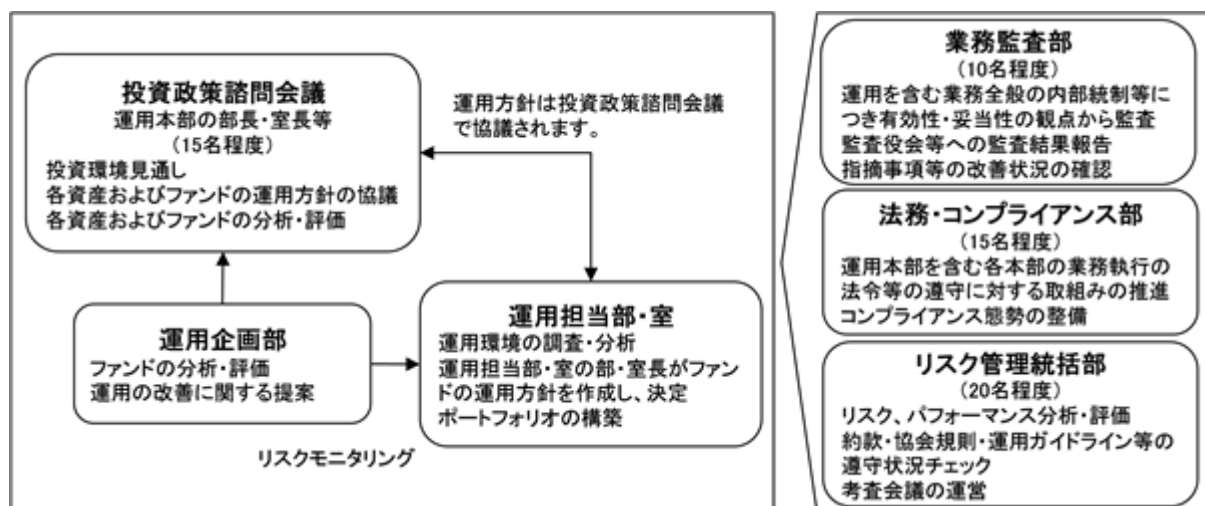 投資政策諮問会議
運用本部の部長・室長等
(15名程度)
投資環境見通し
各資産およびファンドの運用方針の協議
各資産およびファンドの分析・評価
運用方針は投資政策諮問会議
で協議されます。
運用企画部
ファンドの分析・評価
運用の改善に関する提案
運用担当部・室
運用環境の調査・分析
運用担当部・室の部・室長がファン
ドの運用方針を作成し、決定
ポートフォリオの構築
リスクモニタリング
業務監査部
(10名程度)
運用を含む業務全般の内部統制等に
つき有効性・妥当性の観点から監査
監査役会等への監査結果報告
指摘事項等の改善状況の確認
法務・コンプライアンス部
(15名程度)
運用本部を含む各本部の業務執行の
法令等の遵守に対する取組みの推進
コンプライアンス態勢の整備
リスク管理統括部
(20名程度)
リスク、パフォーマンス分析・評価
約款・協会規則・運用ガイドライン等の
遵守状況チェック
考査会議の運営